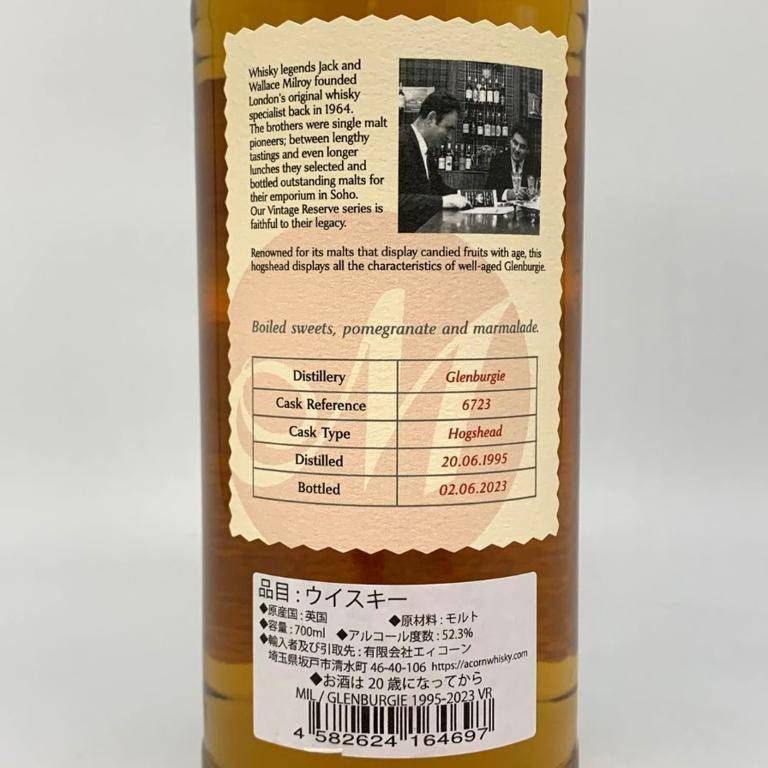 Whisky legends Jack and
Wallace Milroy founded
London's original whisky
specialist back in 1964.
The brothers were single malt
pioneers; between lengthy
tastings and even longer
lunches they selected and
bottled outstanding malts for
their emporium in Soho.
Our Vintage Reserve series is
faithful to their legacy.
Renowned for its malts that display candied fruits with age, this
hogshead displays all the characteristics of well-aged Glenburgie.
Boiled sweets, pomegranate and marmalade.
Distillery Glenburgie
Cask Reference 6723
Cask Type Hogshead
Distilled 20.06.1995
Bottled 02.06.2023
品目:ウイスキー
◆原産国:英国 ◆原材料:モルト
◆容量:700ml ◆アルコール度数:52.3%
◆輸入者及び引取先:有限会社エイコーン
埼玉県坂戸市清水町 46-40-106 https://acornwhisky.com
◆お酒は 20 歳になってから
MIL / GLENBURGIE 1995-2023 VR
4 582624 164697